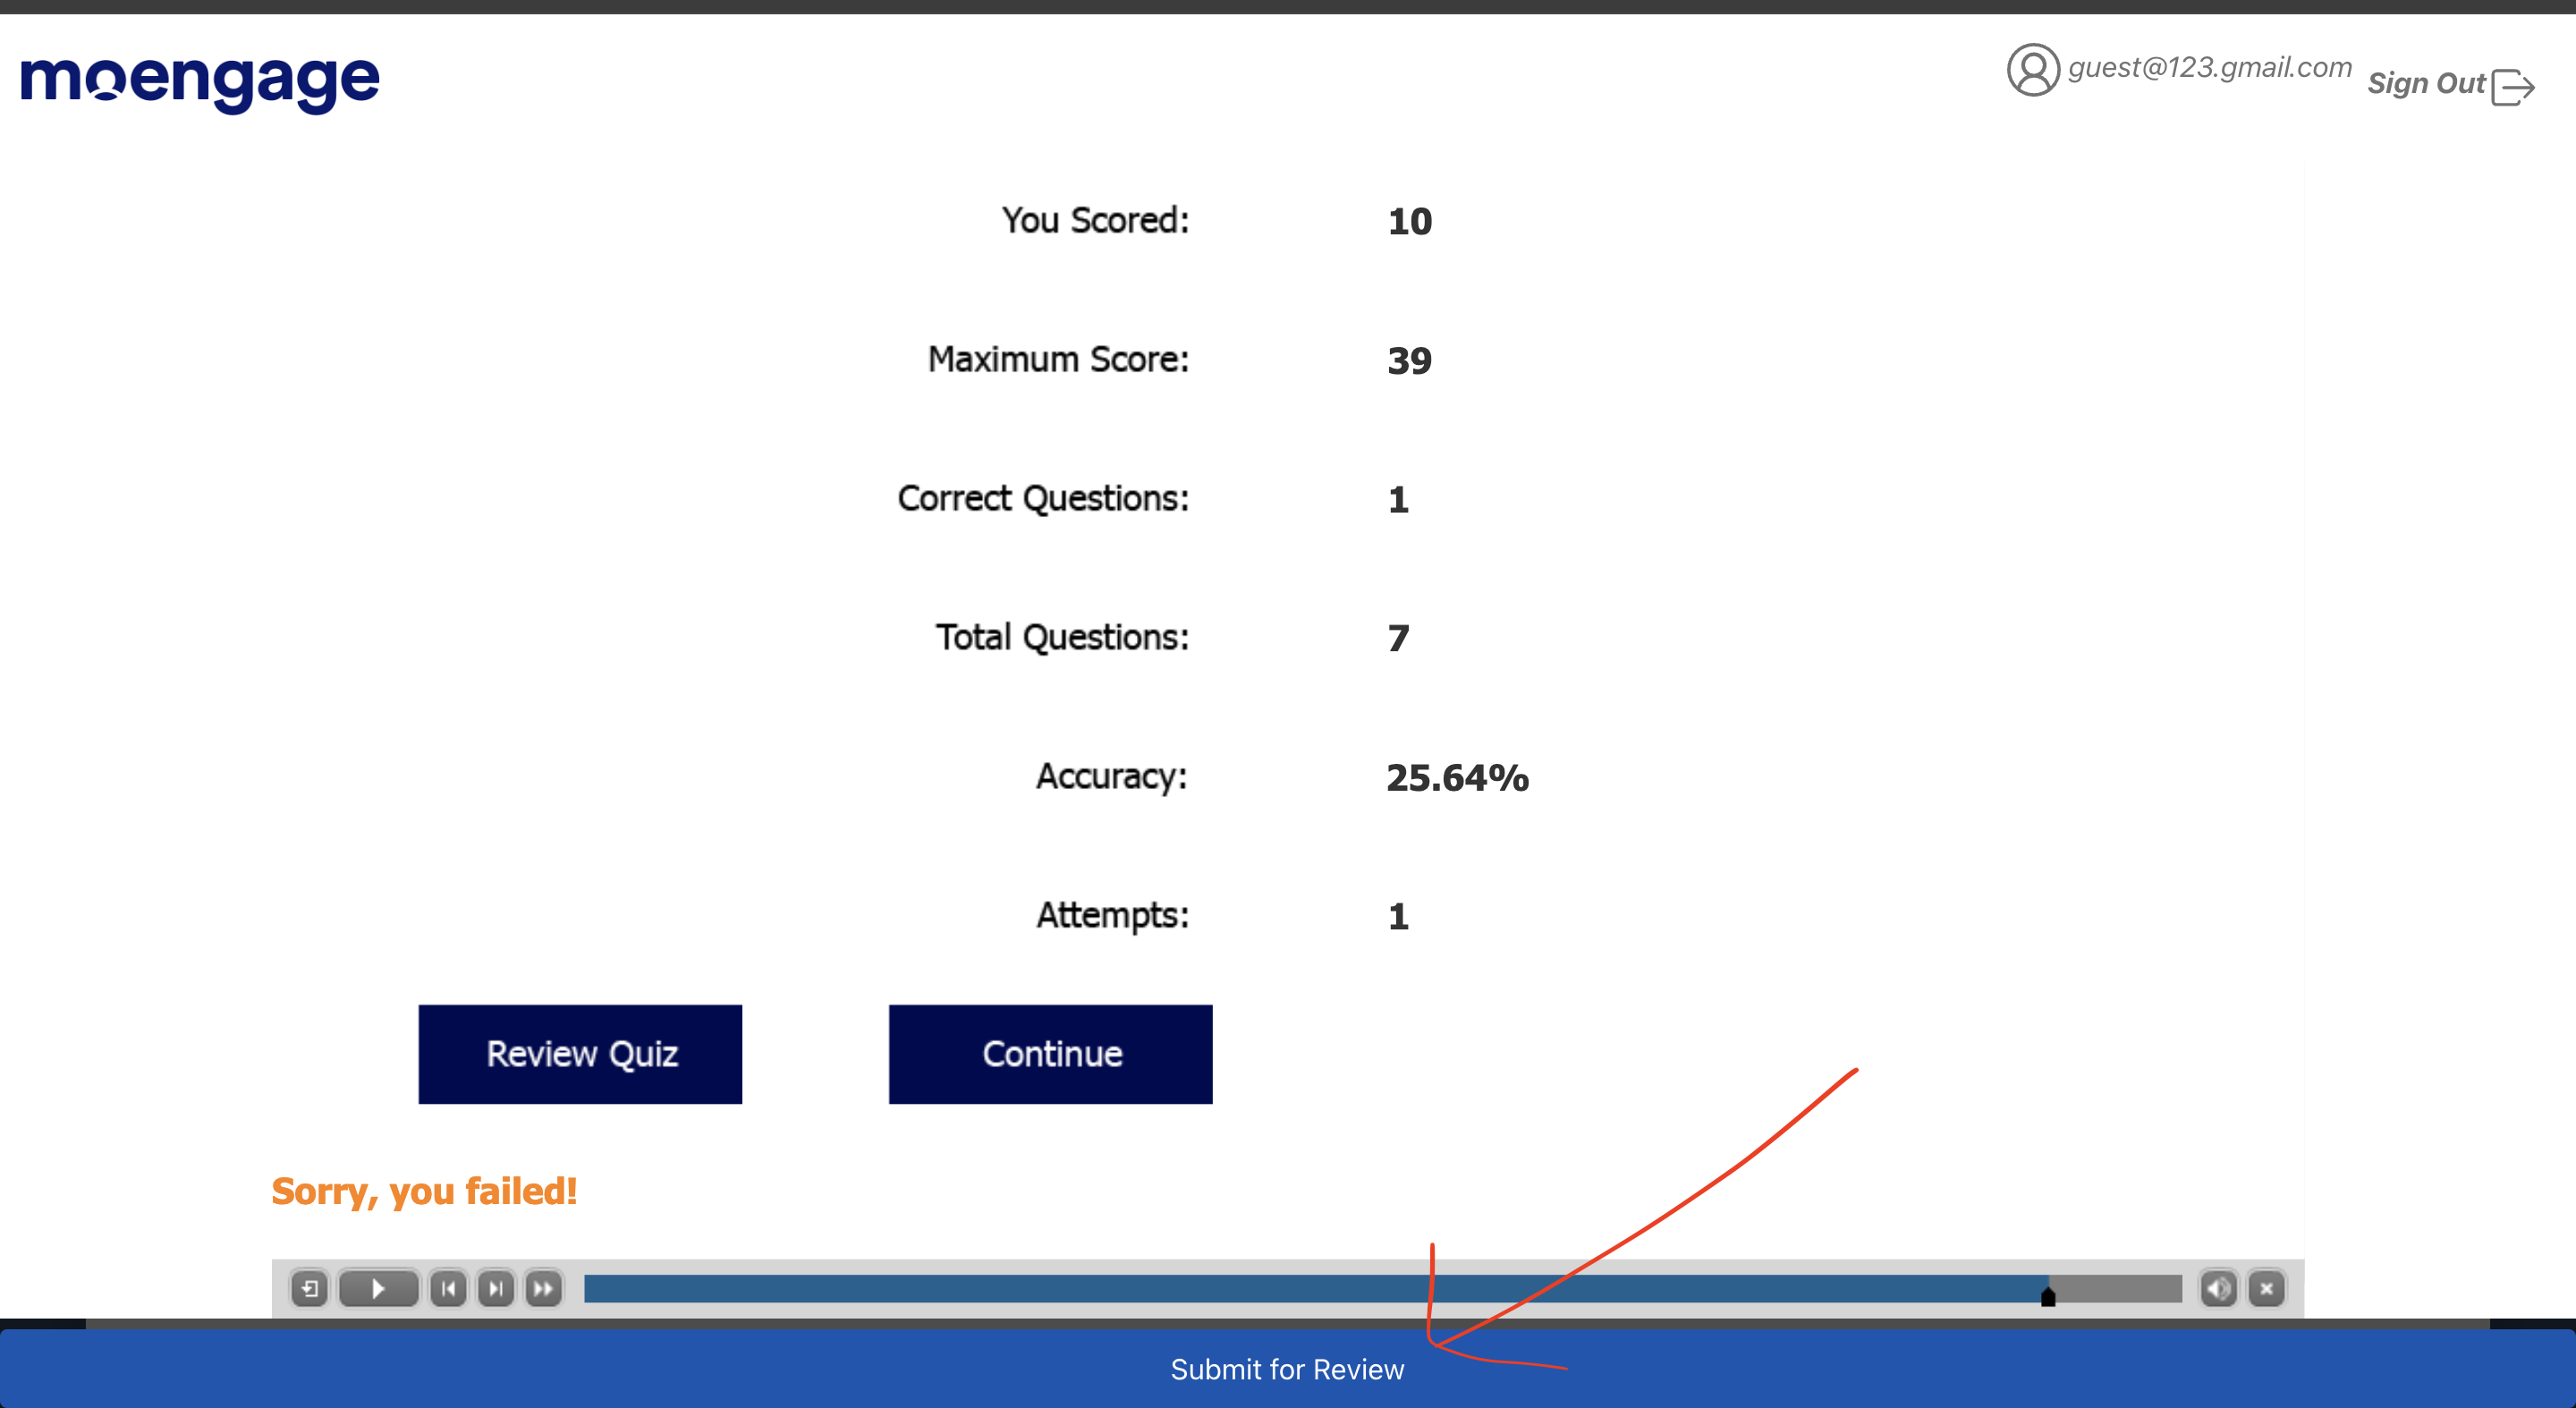 moengage
guest@123.gmail.com
Sign Out
You Scored: 10
Maximum Score: 39
Correct Questions: 1
Total Questions: 7
Accuracy: 25.64%
Attempts: 1
Review Quiz Continue
Sorry, you failed!
Submit for Review